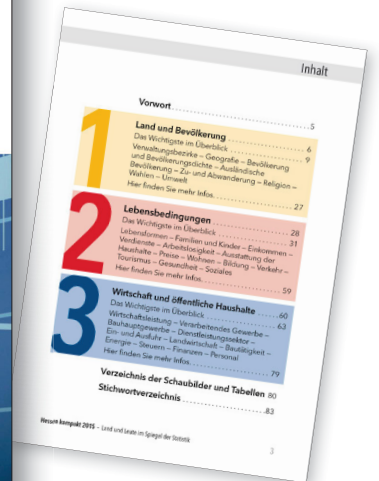 Inhalt
Vorwort.................................5
1
Land und Bevölkerung .................... 6
Das Wichtigste im Überblick .................... 9
Verwaltungsbezirke – Geografie – Bevölkerung
und Bevölkerungsdichte – Ausländische
Bevölkerung – Zu- und Abwanderung – Religion –
Wahlen – Umwelt
Hier finden Sie mehr Infos.................... 27
2
Lebensbedingungen .................... 28
Das Wichtigste im Überblick .................... 31
Lebensformen – Familien und Kinder – Einkommen –
Verdienste – Arbeitslosigkeit – Ausstattung der
Haushalte – Preise – Wohnen – Bildung – Verkehr –
Tourismus – Gesundheit – Soziales
Hier finden Sie mehr Infos.................... 59
3
Wirtschaft und öffentliche Haushalte ........60
Das Wichtigste im Überblick .................... 63
Wirtschaftsleistung – Verarbeitendes Gewerbe –
Bauhauptgewerbe – Dienstleistungssektor –
Ein- und Ausfuhr – Landwirtschaft – Bautätigkeit –
Energie – Steuern – Finanzen – Personal
Hier finden Sie mehr Infos.................... 79
Verzeichnis der Schaubilder und Tabellen 80
Stichwortverzeichnis ....................83
Hessen kompakt 2015 – Land und Leute im Spiegel der Statistik
3